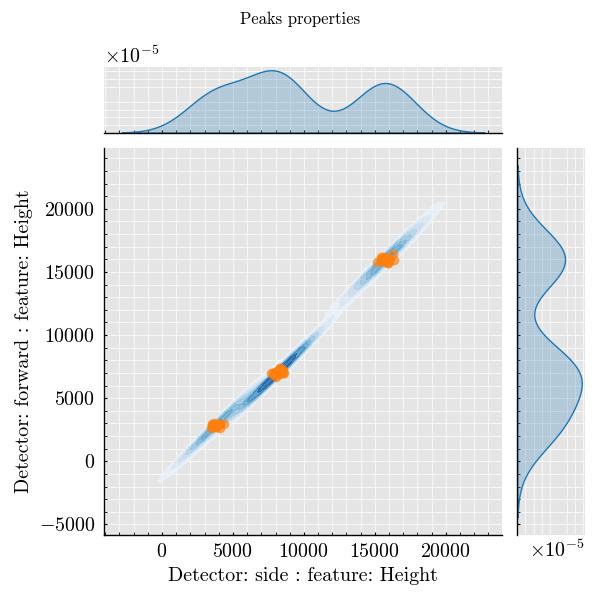 Peaks properties
×10⁻⁵
20000
15000
10000
5000
0
−5000
Detector: forward : feature: Height
0 5000 10000 15000 20000
×10⁻⁵
Detector: side : feature: Height